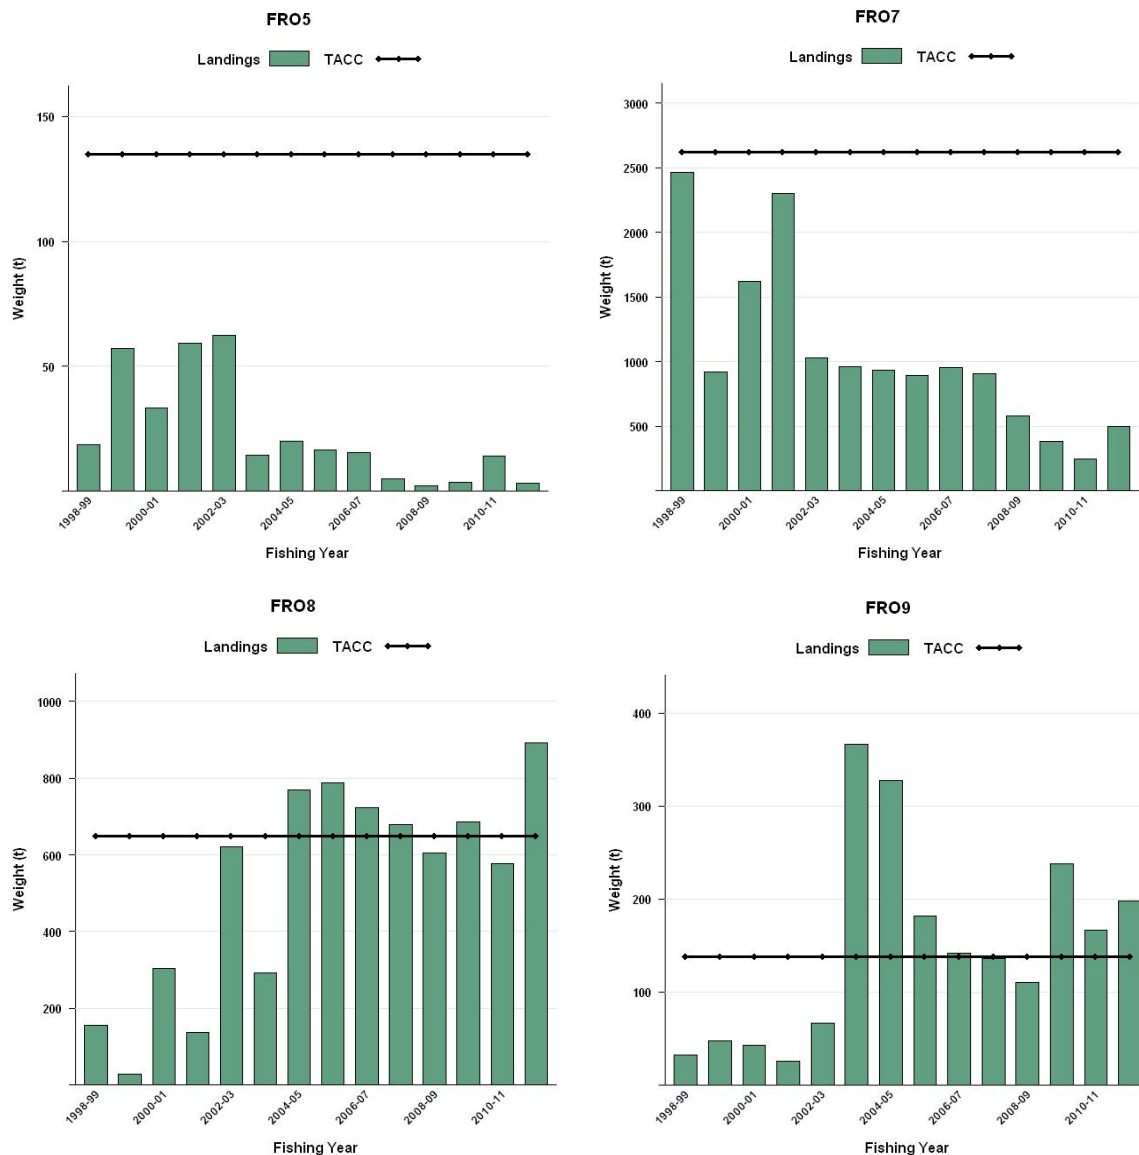 FRO5
Landings TACC
150
100
50
Weight (t)
1998-99 2000-01 2002-03 2004-05 2006-07 2008-09 2010-11
Fishing Year
FRO7
Landings TACC
3000
2500
2000
1500
1000
500
Weight (t)
1998-99 2000-01 2002-03 2004-05 2006-07 2008-09 2010-11
Fishing Year
FRO8
Landings TACC
1000
800
600
400
200
Weight (t)
1998-99 2000-01 2002-03 2004-05 2006-07 2008-09 2010-11
Fishing Year
FRO9
Landings TACC
400
300
200
100
Weight (t)
1998-99 2000-01 2002-03 2004-05 2006-07 2008-09 2010-11
Fishing Year